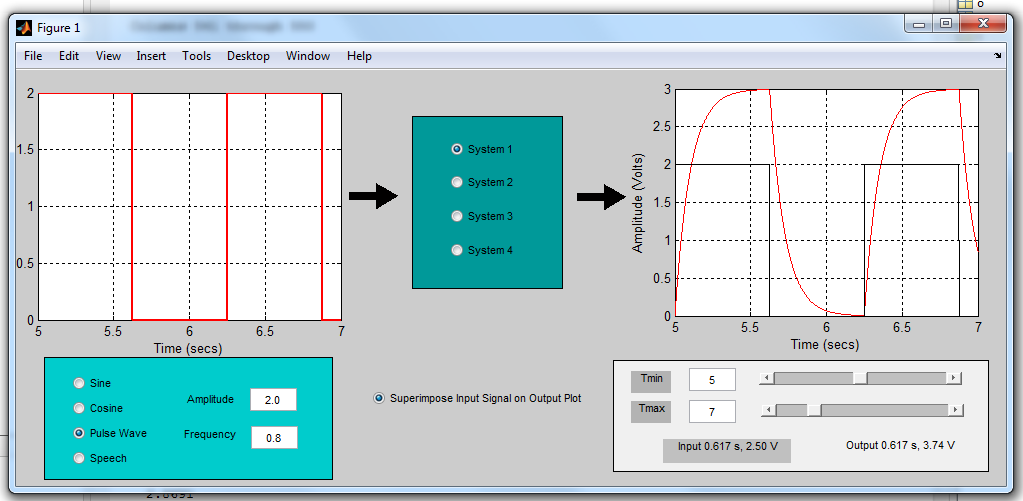 Figure 1
File Edit View Insert Tools Desktop Window Help
2
1.5
1
0.5
0
5 5.5 6 6.5 7
Time (secs)
System 1
System 2
System 3
System 4
Amplitude (Volts)
3
2.5
2
1.5
1
0.5
0
5 5.5 6 6.5 7
Time (secs)
Sine
Cosine
Pulse Wave
Speech
Amplitude 2.0
Frequency 0.8
Superimpose Input Signal on Output Plot
Tmin 5
Tmax 7
Input 0.617 s, 2.50 V
Output 0.617 s, 3.74 V